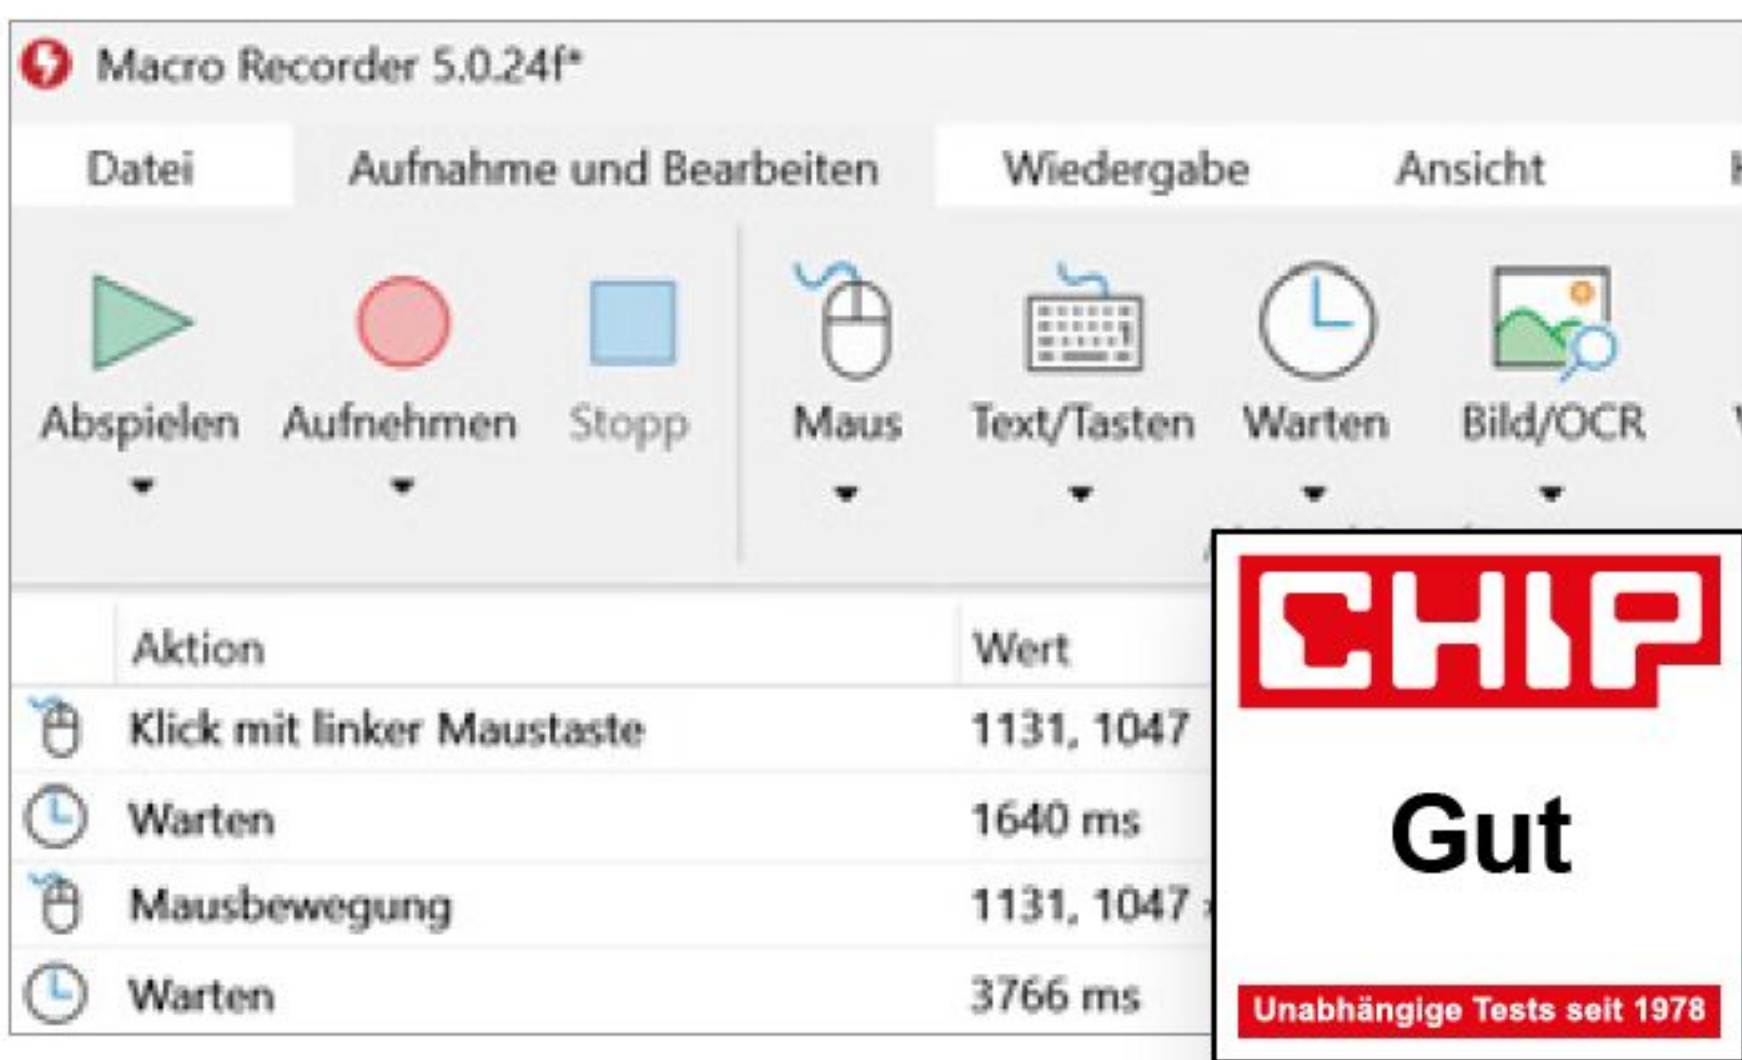 Macro Recorder 5.0.24f*
Datei Aufnahme und Bearbeiten Wiedergabe Ansicht
Abspielen Aufnehmen Stopp Maus Text/Tasten Warten Bild/OCR
Aktion Wert
Klick mit linker Maustaste 1131, 1047
Warten 1640 ms
Mausbewegung 1131, 1047
Warten 3766 ms
CHIP
Gut
Unabhängige Tests seit 1978